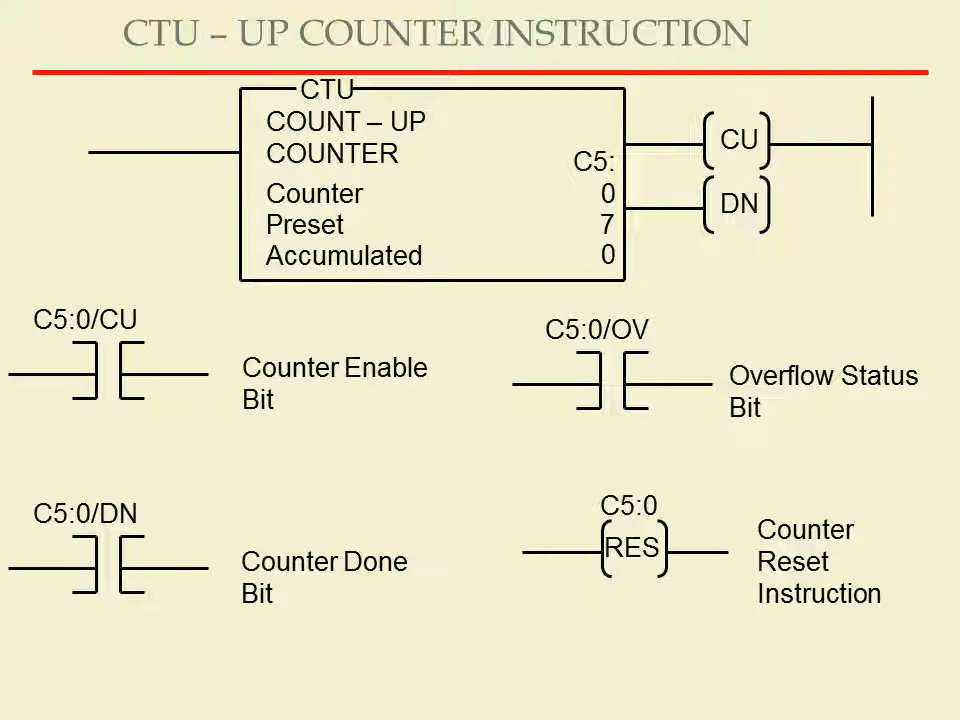 CTU – UP COUNTER INSTRUCTION
CTU
COUNT – UP
COUNTER
C5:
Counter 0
Preset 7
Accumulated 0
CU
DN
C5:0/CU
Counter Enable
Bit
C5:0/OV
Overflow Status
Bit
C5:0/DN
Counter Done
Bit
C5:0
RES
Counter
Reset
Instruction